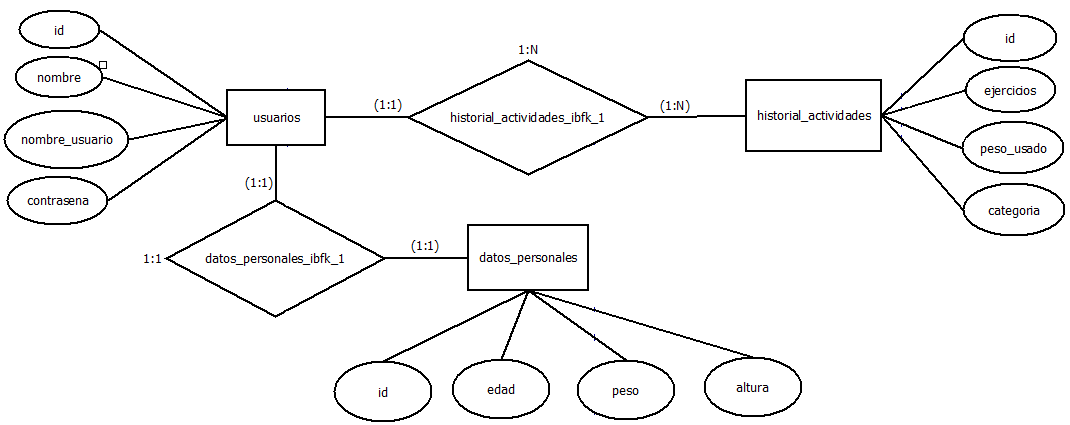 id
nombre
nombre_usuario
contrasena
usuarios
(1:1)
1:N
historial_actividades_ibfk_1
(1:N)
historial_actividades
id
ejercicios
peso_usado
categoria
(1:1)
1:1
datos_personales_ibfk_1
(1:1)
datos_personales
id
edad
peso
altura